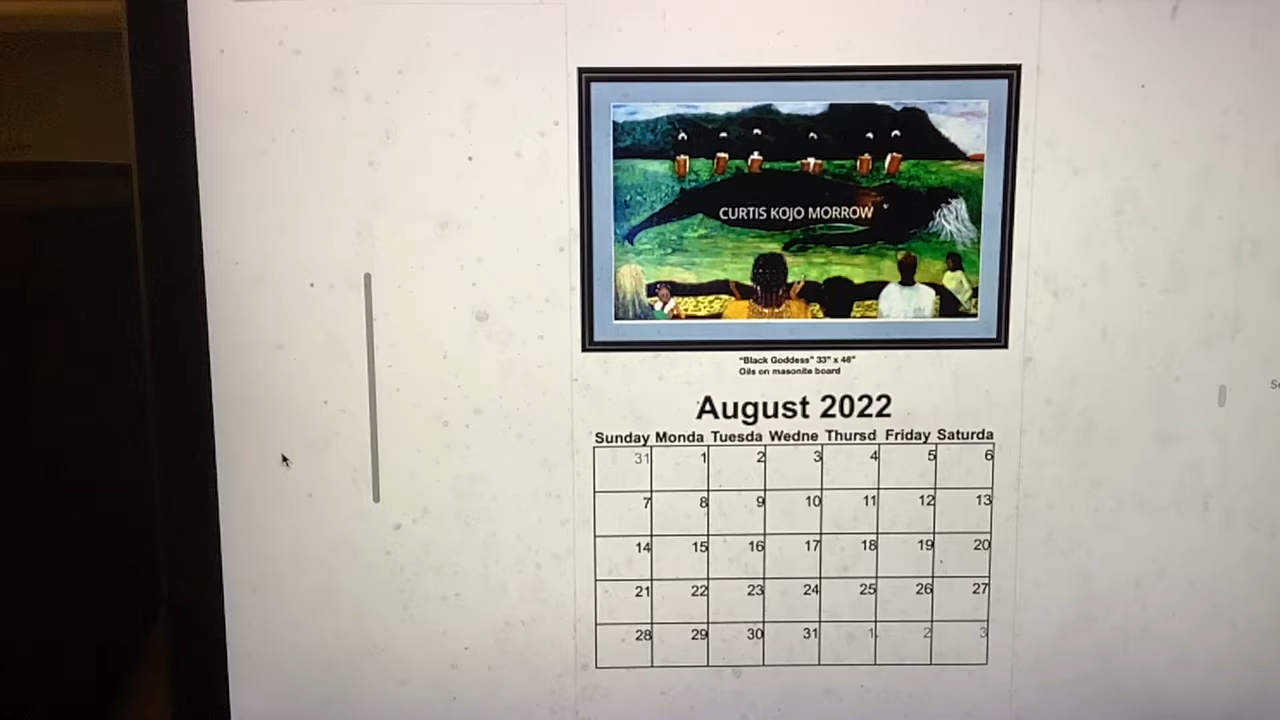 CURTIS KOJO MORROW
"Black Goddess" 33" x 48"
Oils on masonite board
August 2022
Sunday Monda Tuesda Wedne Thursd Friday Saturda
31 1 2 3 4 5 6
7 8 9 10 11 12 13
14 15 16 17 18 19 20
21 22 23 24 25 26 27
28 29 30 31 1 2 3